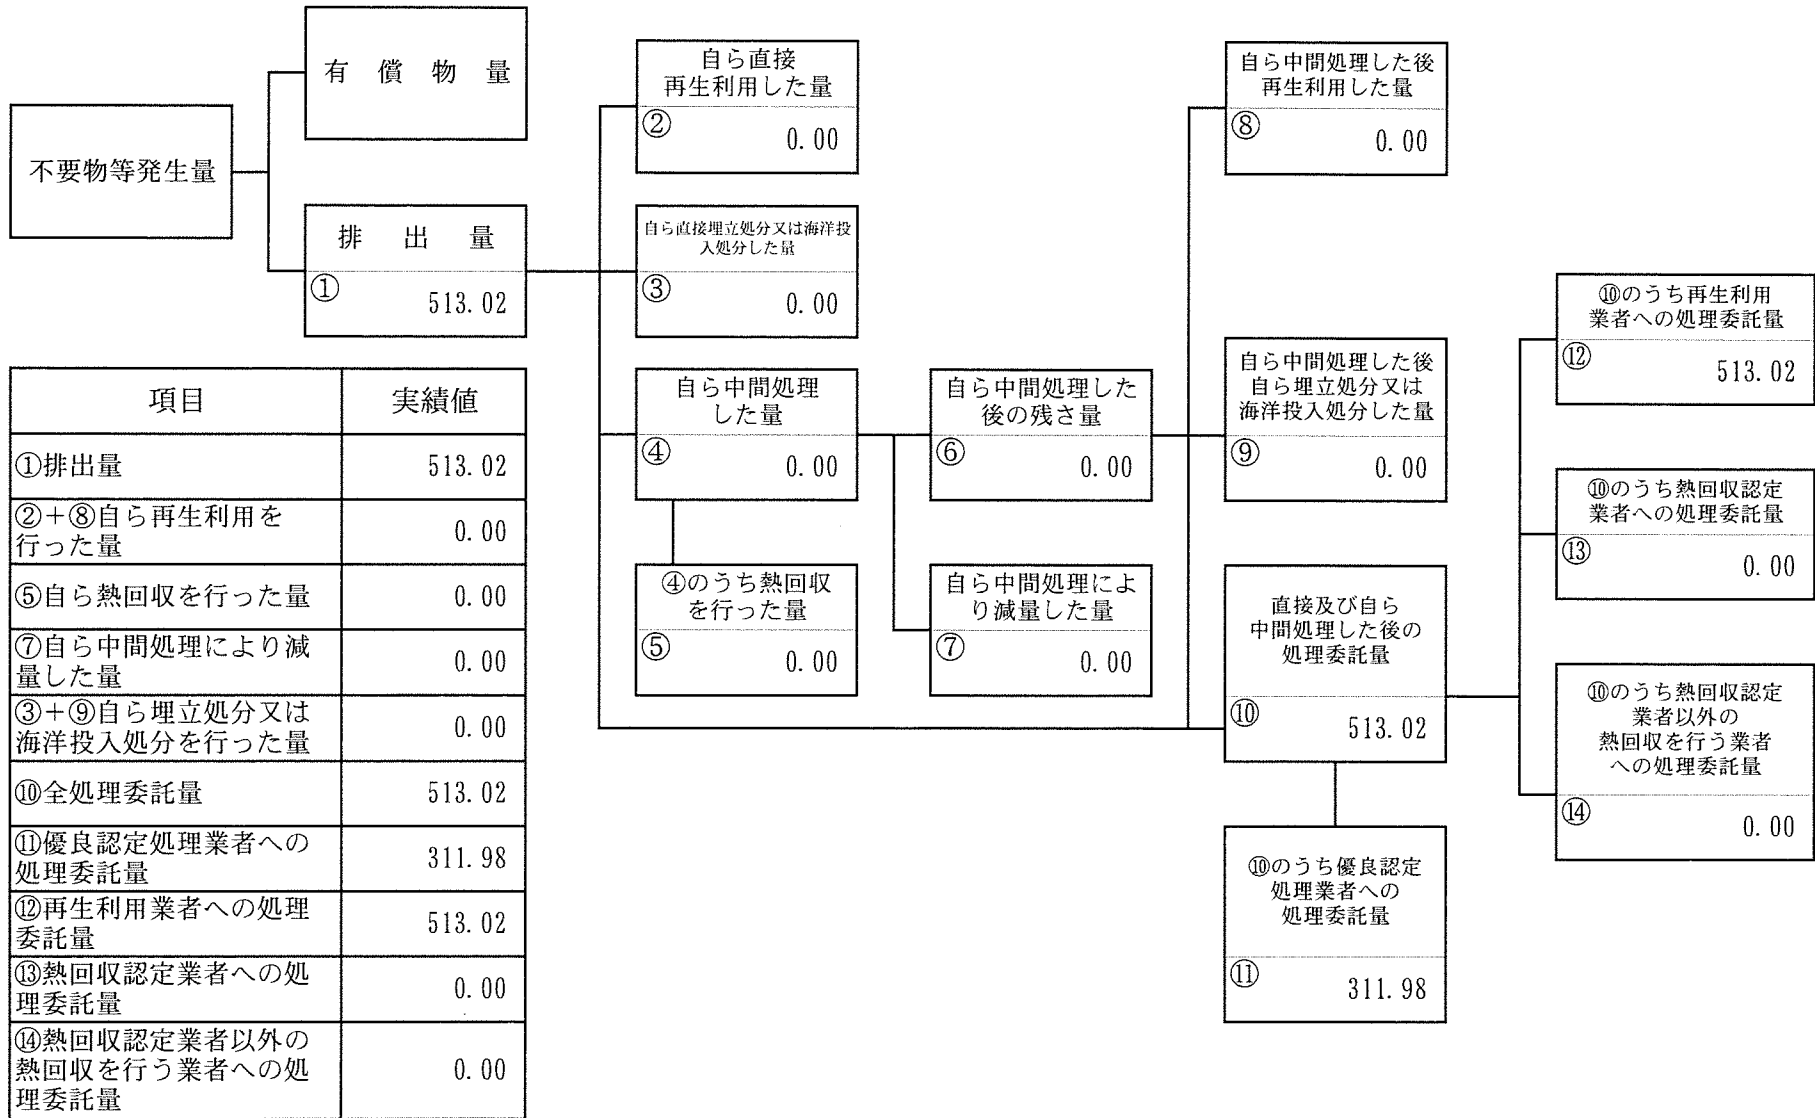 不要物等発生量
有償物量
排出量
①
513.02
自ら直接
再生利用した量
②
0.00
自ら直接埋立処分又は海洋投
入処分した量
③
0.00
自ら中間処理
した量
④
0.00
④のうち熱回収
を行った量
⑤
0.00
自ら中間処理した
後の残さ量
⑥
0.00
自ら中間処理によ
り減量した量
⑦
0.00
自ら中間処理した後
再生利用した量
⑧
0.00
自ら中間処理した後
自ら埋立処分又は
海洋投入処分した量
⑨
0.00
直接及び自ら
中間処理した後の
処理委託量
⑩
513.02
⑩のうち優良認定
処理業者への
処理委託量
⑪
311.98
⑩のうち再生利用
業者への処理委託量
⑫
513.02
⑩のうち熱回収認定
業者への処理委託量
⑬
0.00
⑩のうち熱回収認定
業者以外の
熱回収を行う業者
への処理委託量
⑭
0.00
項目 実績値
①排出量 513.02
②+⑧自ら再生利用を
行った量 0.00
⑤自ら熱回収を行った量 0.00
⑦自ら中間処理により減
量した量 0.00
③+⑨自ら埋立処分又は
海洋投入処分を行った量 0.00
⑩全処理委託量 513.02
⑪優良認定処理業者への
処理委託量 311.98
⑫再生利用業者への処理
委託量 513.02
⑬熱回収認定業者への処
理委託量 0.00
⑭熱回収認定業者以外の
熱回収を行う業者への処
理委託量 0.00